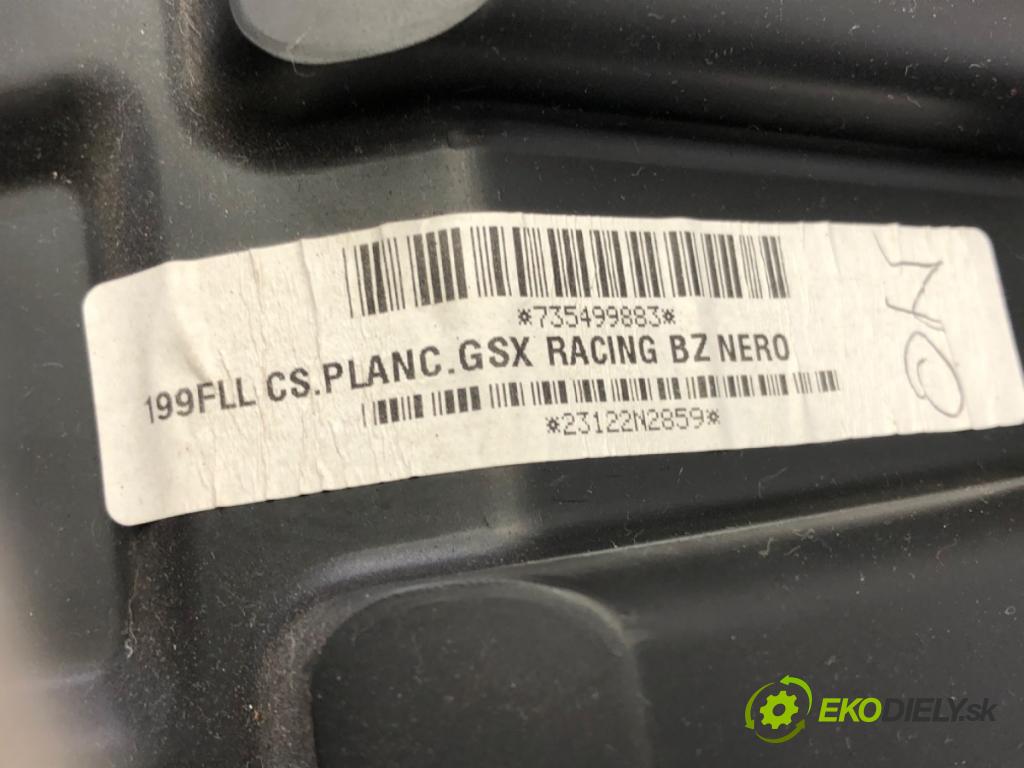 *735499883*
199FLL CS.PLANC.GSX RACING BZ NERO
*23122N2859*
EKODIELY.sk